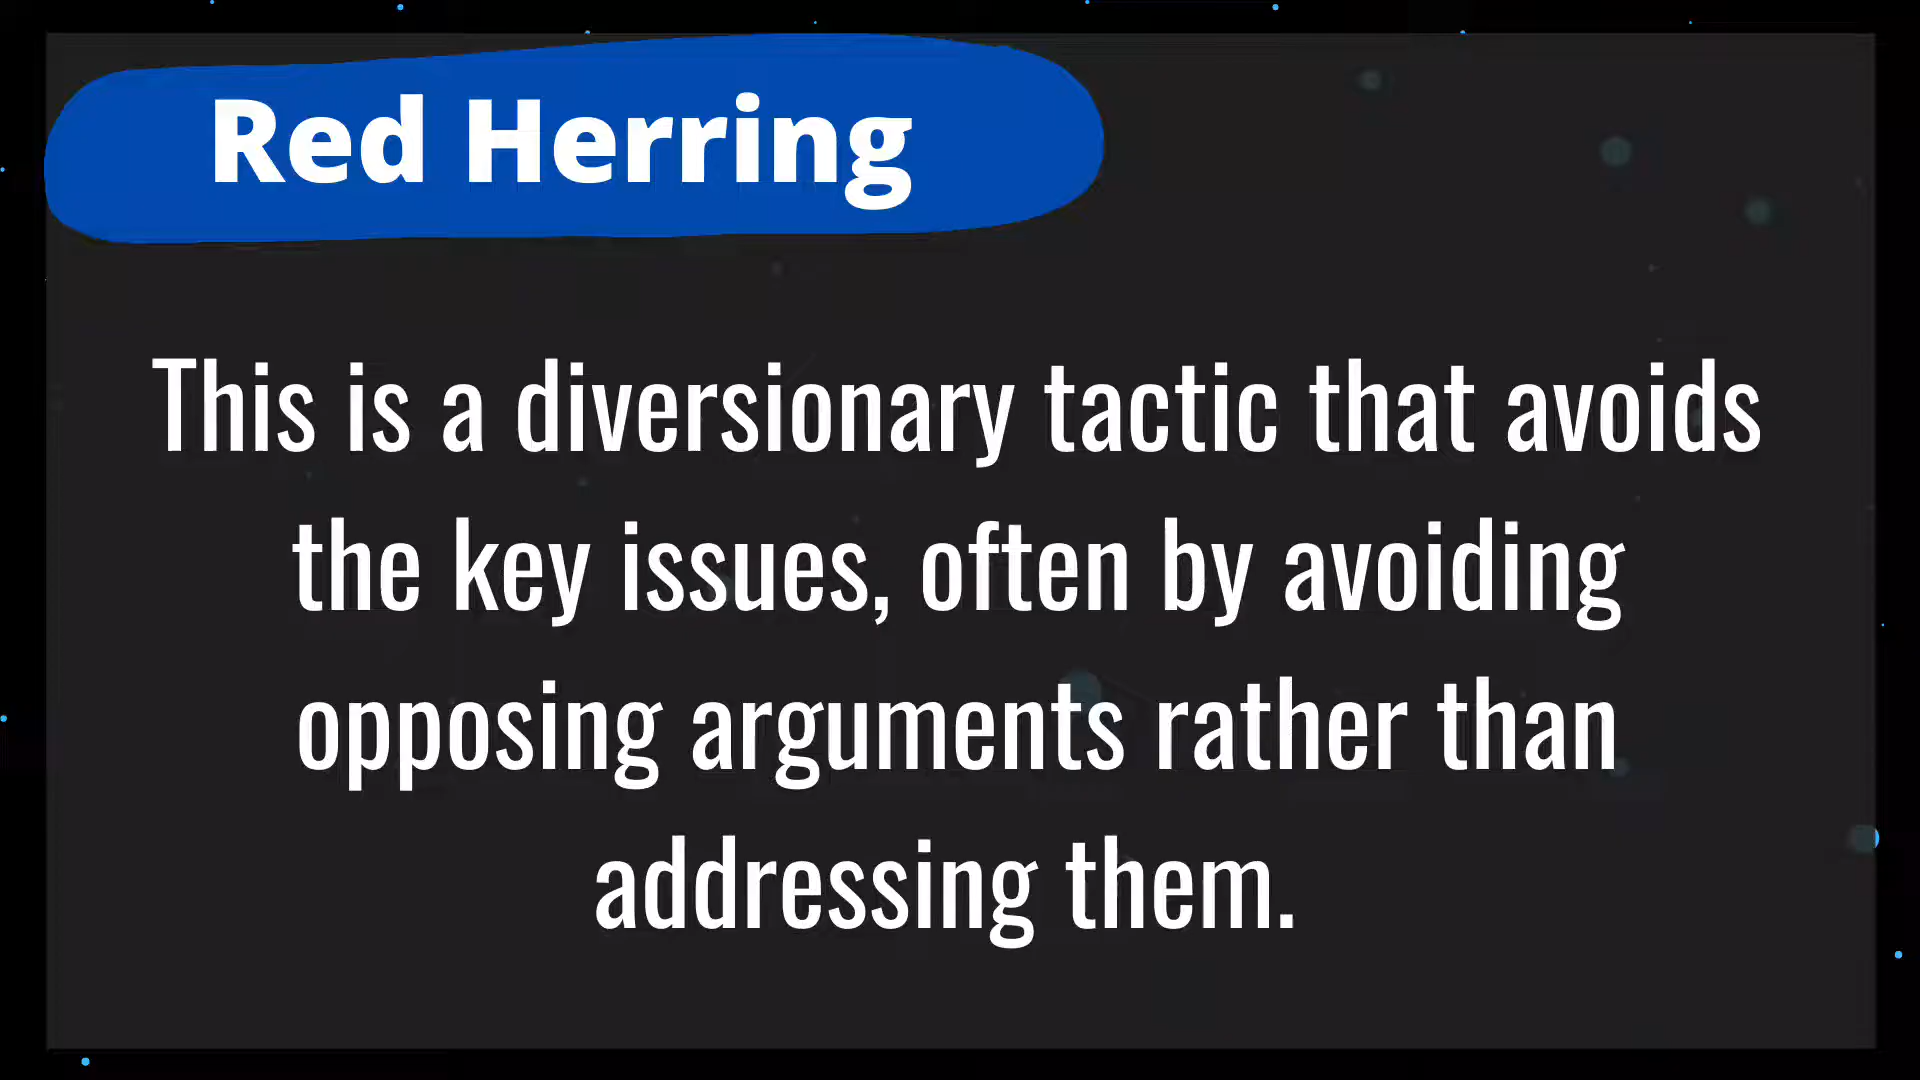 Red Herring
This is a diversionary tactic that avoids
the key issues, often by avoiding
opposing arguments rather than
addressing them.